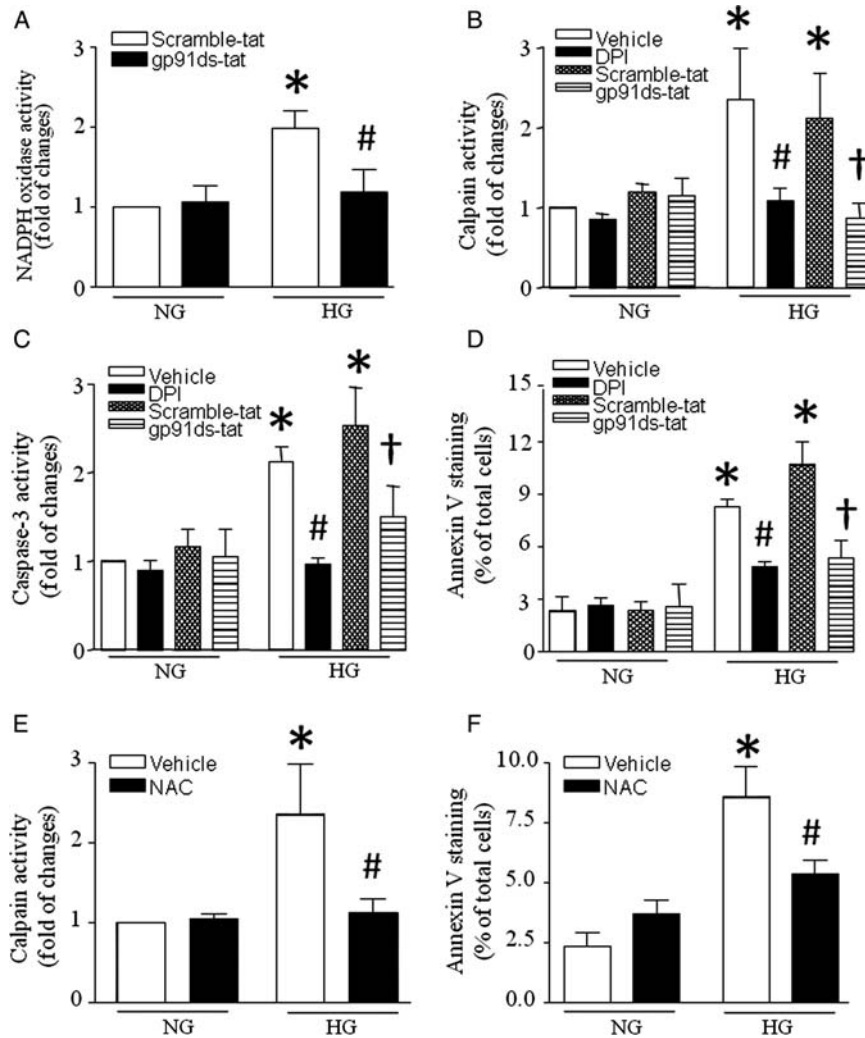 A
Scramble-tat
gp91ds-tat
NADPH oxidase activity
(fold of changes)
3
2
1
0
*
#
NG
HG
B
Vehicle
DPI
Scramble-tat
gp91ds-tat
Calpain activity
(fold of changes)
3
2
1
0
*
#
*
†
NG
HG
C
Vehicle
DPI
Scramble-tat
gp91ds-tat
Caspase-3 activity
(fold of changes)
3
2
1
0
*
#
*
†
NG
HG
D
Vehicle
DPI
Scramble-tat
gp91ds-tat
Annexin V staining
(% of total cells)
15
12
9
6
3
0
*
#
*
†
NG
HG
E
Vehicle
NAC
Calpain activity
(fold of changes)
3
2
1
0
*
#
NG
HG
F
Vehicle
NAC
Annexin V staining
(% of total cells)
10.0
7.5
5.0
2.5
0.0
*
#
NG
HG